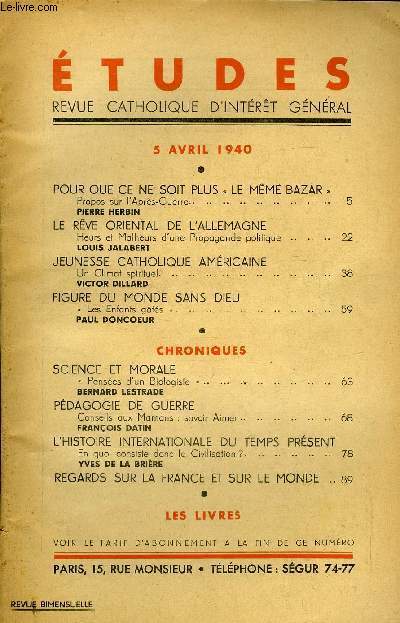 Le-livre.com
ÉTUDES
REVUE CATHOLIQUE D'INTÉRÊT GÉNÉRAL
5 AVRIL 1940
POUR QUE CE NE SOIT PLUS « LE MÊME BAZAR »
Propos sur l'Après-Guerre.. .. .. .. .. .. .. .. .. .. 5
PIERRE HERBIN
LE RÊVE ORIENTAL DE L'ALLEMAGNE
Heurs et Malheurs d'une Propagande politique .. .. .. 22
LOUIS JALABERT
JEUNESSE CATHOLIQUE AMÉRICAINE
Un Climat spirituel. .. .. .. .. .. .. .. .. .. .. .. 38
VICTOR DILLARD
FIGURE DU MONDE SANS DIEU
« Les Enfants gâtés » .. .. .. .. .. .. .. .. .. .. 59
PAUL DONCOEUR
CHRONIQUES
SCIENCE ET MORALE
« Pensées d'un Biologiste » .. .. .. .. .. .. .. .. 63
BERNARD LESTRADE
PÉDAGOGIE DE GUERRE
Conseils aux Mamans : savoir Aimer .. .. .. .. .. .. 68
FRANÇOIS DATIN
L'HISTOIRE INTERNATIONALE DU TEMPS PRÉSENT
En quoi consiste donc la Civilisation ? .. .. .. .. .. .. 78
YVES DE LA BRIÈRE
REGARDS SUR LA FRANCE ET SUR LE MONDE .. 89
LES LIVRES
VOIR LE TARIF D'ABONNEMENT A LA FIN DE CE NUMÉRO
PARIS, 15, RUE MONSIEUR • TÉLÉPHONE : SÉGUR 74-77
REVUE BIMENSUELLE